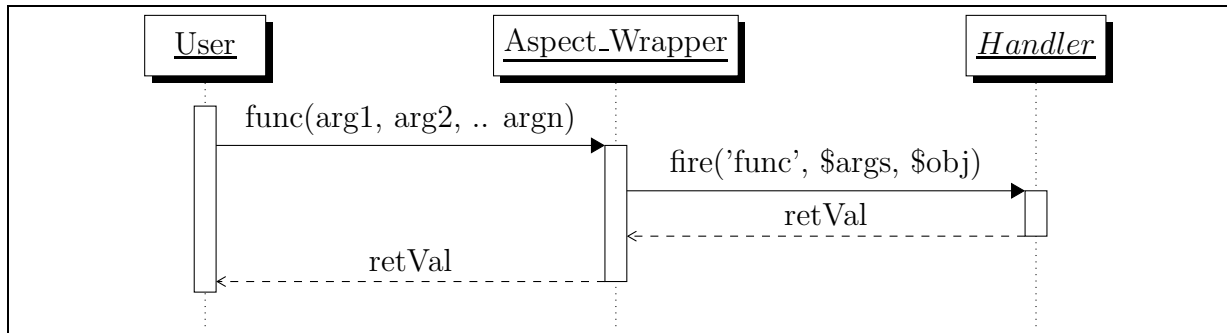 User Aspect_Wrapper Handler
func(arg1, arg2, .. argn)
fire('func', $args, $obj)
retVal
retVal